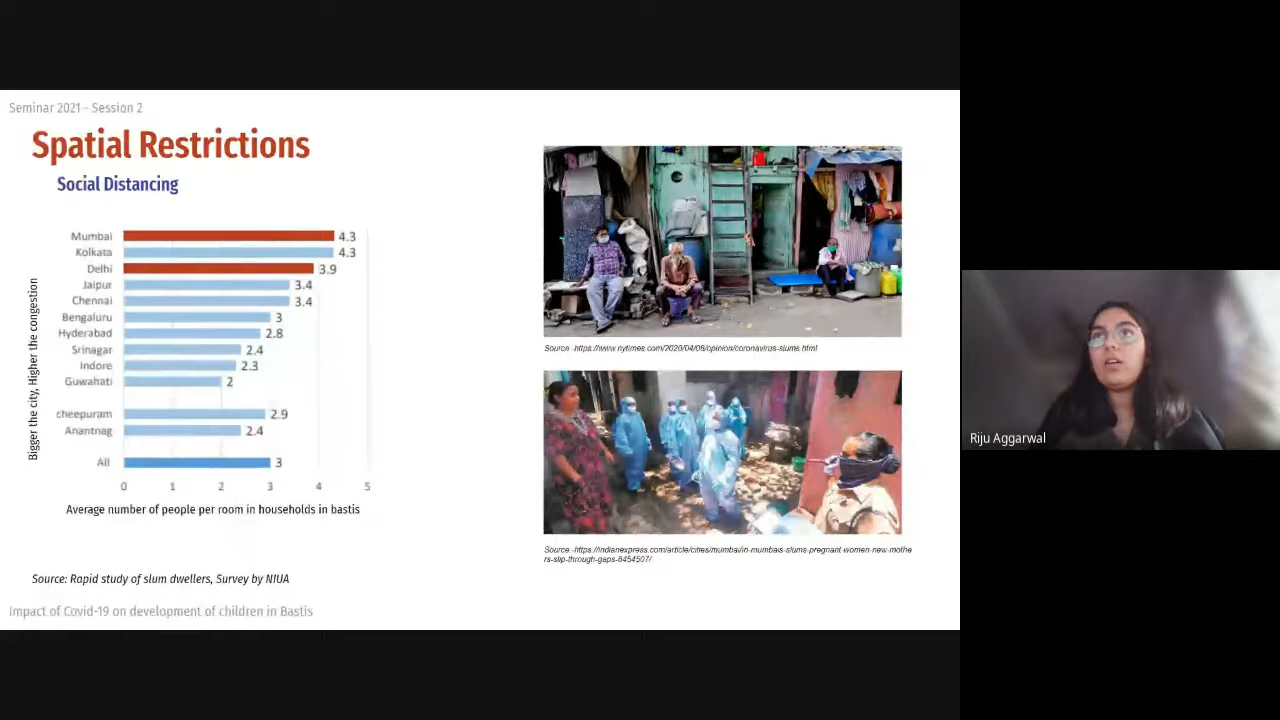 Seminar 2021 - Session 2
Spatial Restrictions
Social Distancing
Bigger the city, Higher the congestion
Mumbai 4.3
Kolkata 4.3
Delhi 3.9
Jaipur 3.4
Chennai 3.4
Bengaluru 3
Hyderabad 2.8
Srinagar 2.4
Indore 2.3
Guwahati 2
cheepuram 2.9
Anantnag 2.4
All 3
0 1 2 3 4 5
Average number of people per room in households in bastis
Source: Rapid study of slum dwellers, Survey by NIUA
Impact of Covid-19 on development of children in Bastis
Source -https://www.nytimes.com/2020/04/08/opinion/coronavirus-slums.html
Source:-https://indianexpress.com/article/cities/mumbai/in-mumbais-slums-pregnant-women-new-mothe
rs-slip-through-gaps-6454507/
Riju Aggarwal